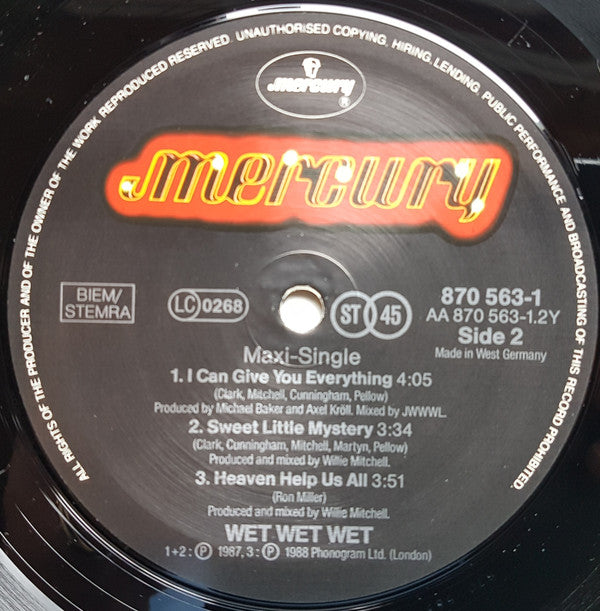 ALL RIGHTS OF THE PRODUCER AND OF THE OWNER OF THE WORK REPRODUCED RESERVED. UNAUTHORISED COPYING, HIRING, LENDING, PUBLIC PERFORMANCE AND BROADCASTING OF THIS RECORD PROHIBITED.
mercury ®
mercury
BIEM/
STEMRA
LC 0268
ST 45
870 563-1
AA 870 563-1.2Y
Side 2
Made in West Germany
Maxi-Single
1. I Can Give You Everything 4:05
(Clark, Mitchell, Cunningham, Pellow)
Produced by Michael Baker and Axel Kröll. Mixed by JWWWL.
2. Sweet Little Mystery 3:34
(Clark, Cunningham, Mitchell, Martyn, Pellow)
Produced and mixed by Willie Mitchell.
3. Heaven Help Us All 3:51
(Ron Miller)
Produced and mixed by Willie Mitchell.
WET WET WET
1+2: ℗ 1987, 3: ℗ 1988 Phonogram Ltd. (London)